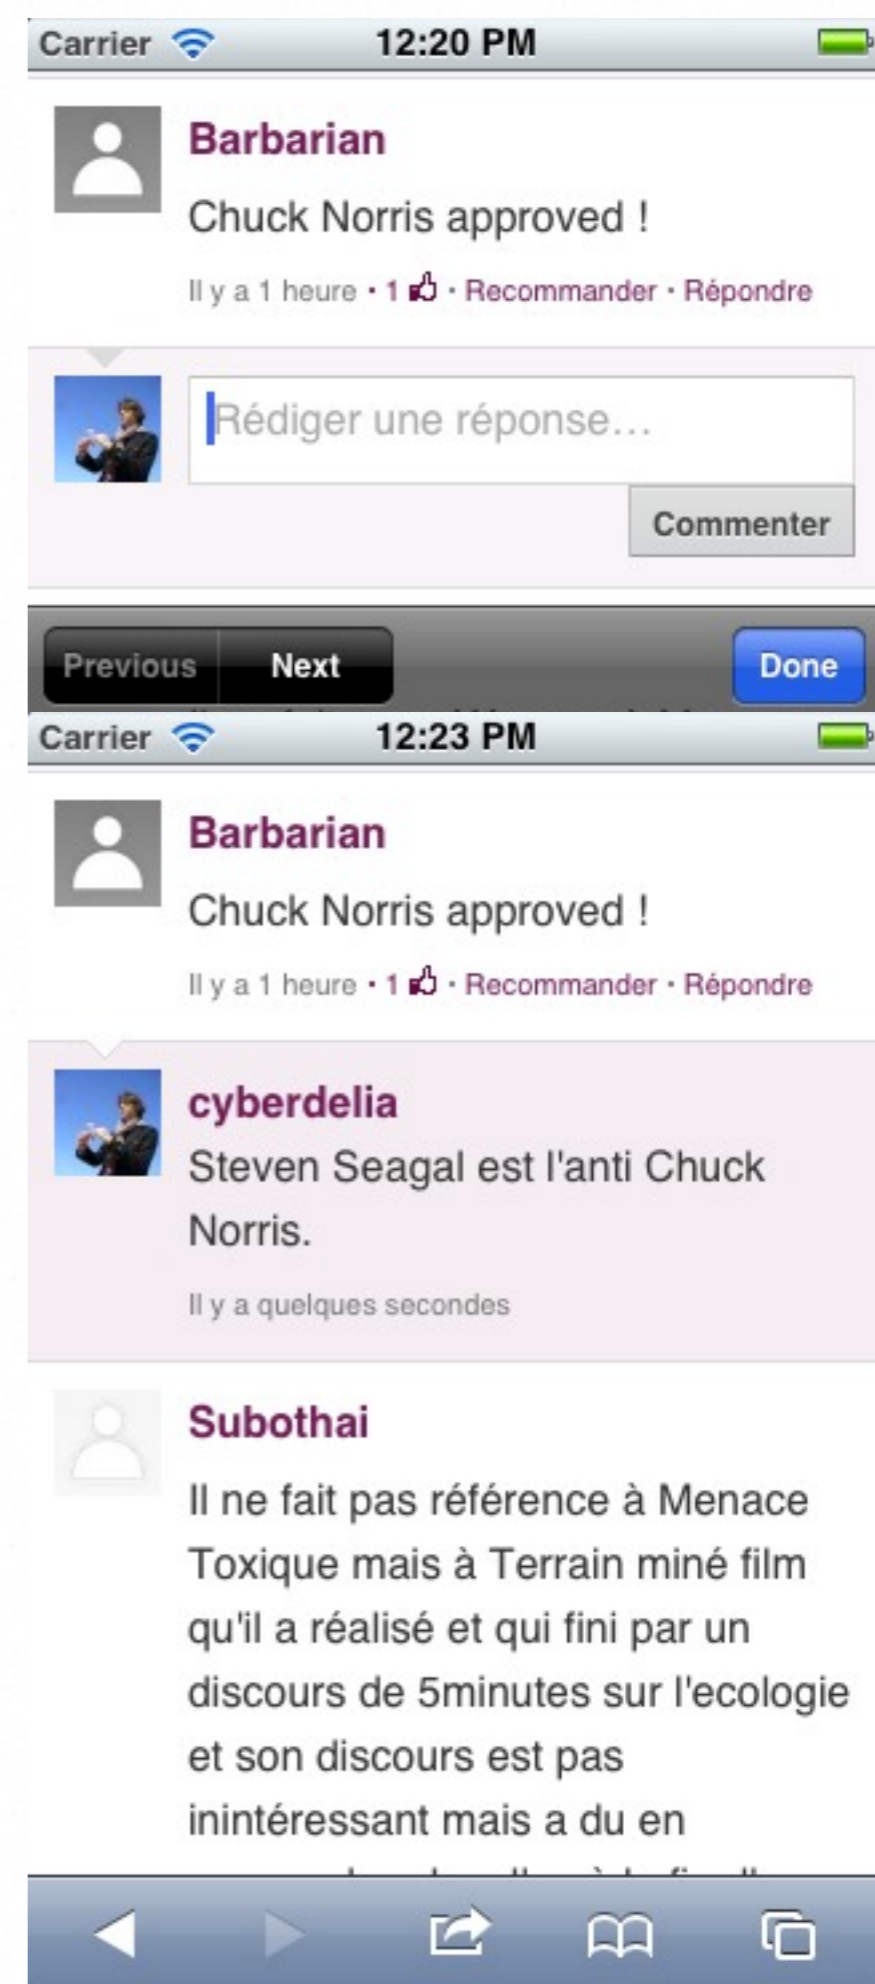 Carrier 12:20 PM
Barbarian
Chuck Norris approved !
Il y a 1 heure • 1 · Recommander · Répondre
Rédiger une réponse…
Commenter
Previous Next Done
Carrier 12:23 PM
Barbarian
Chuck Norris approved !
Il y a 1 heure • 1 · Recommander · Répondre
cyberdelia
Steven Seagal est l'anti Chuck
Norris.
Il y a quelques secondes
Subothai
Il ne fait pas référence à Menace
Toxique mais à Terrain miné film
qu'il a réalisé et qui fini par un
discours de 5minutes sur l'ecologie
et son discours est pas
inintéressant mais a du en